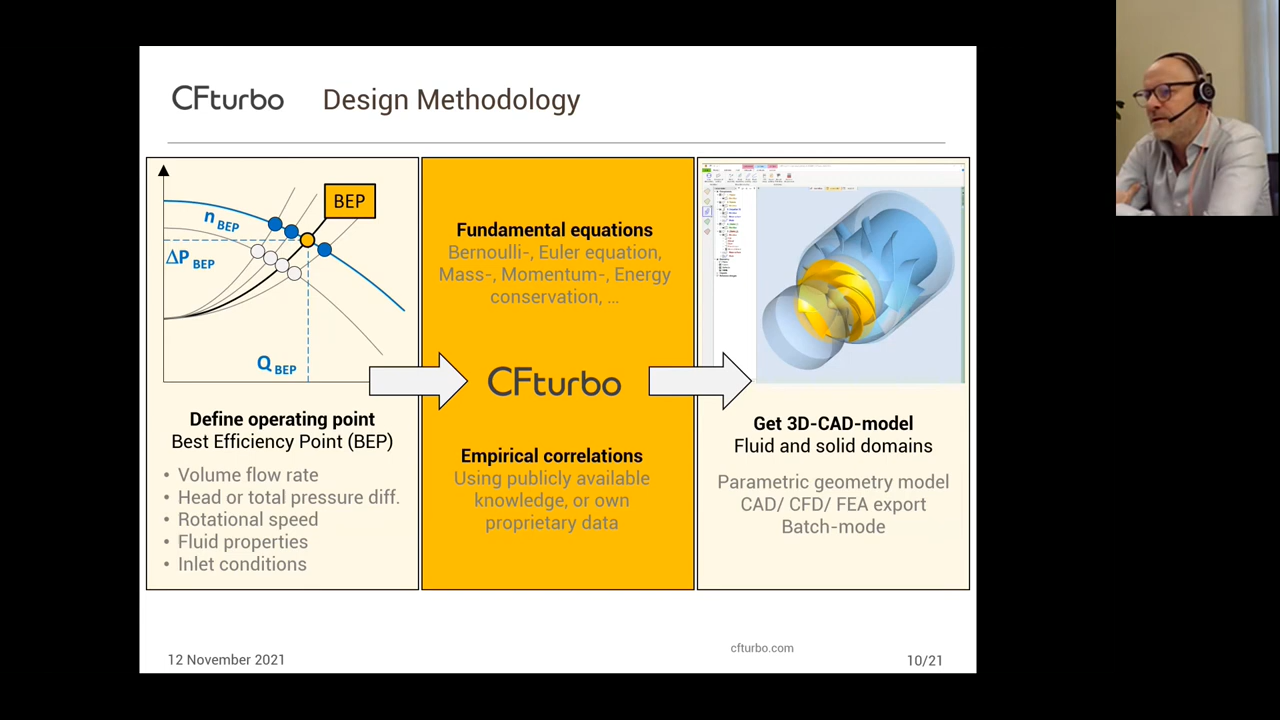 CFturbo
Design Methodology
BEP
n BEP
ΔP BEP
Q BEP
Define operating point
Best Efficiency Point (BEP)
• Volume flow rate
• Head or total pressure diff.
• Rotational speed
• Fluid properties
• Inlet conditions
Fundamental equations
Bernoulli-, Euler equation,
Mass-, Momentum-, Energy
conservation, ...
CFturbo
Empirical correlations
Using publicly available
knowledge, or own
proprietary data
Get 3D-CAD-model
Fluid and solid domains
Parametric geometry model
CAD/ CFD/ FEA export
Batch-mode
12 November 2021
cfturbo.com
10/21